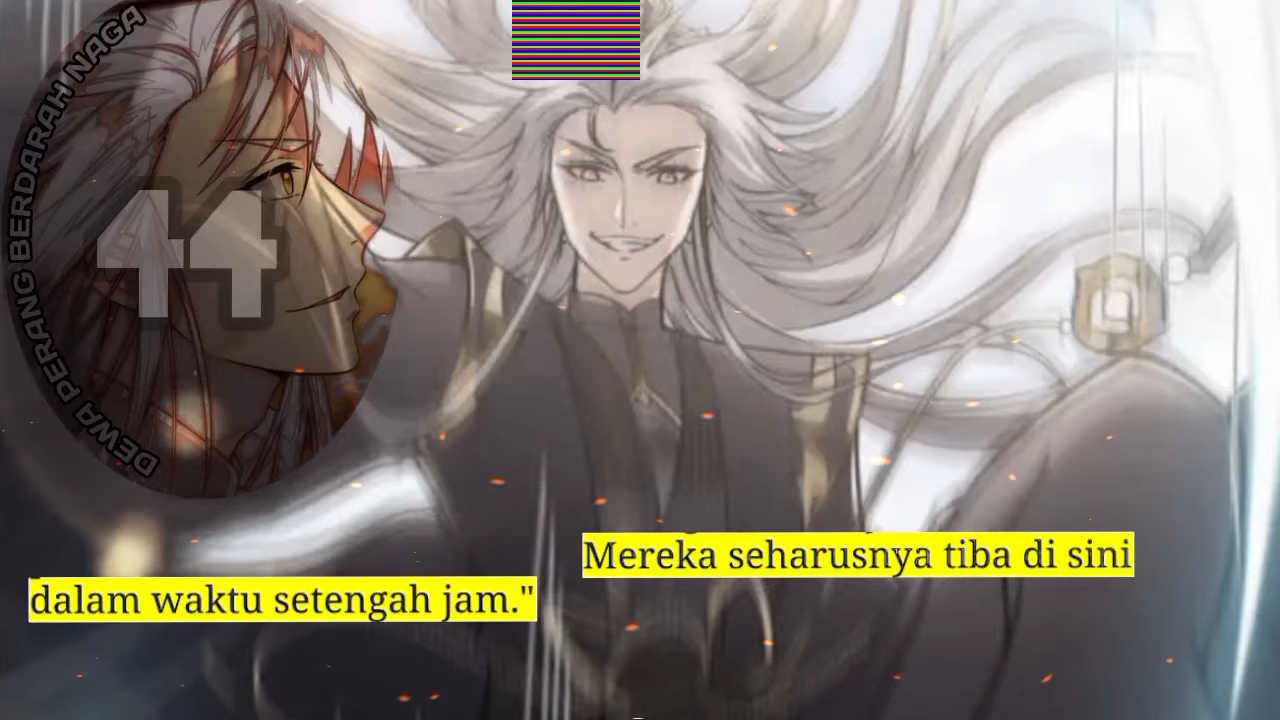 DEWA PERANG BERDARAH NAGA
44
Mereka seharusnya tiba di sini
dalam waktu setengah jam."